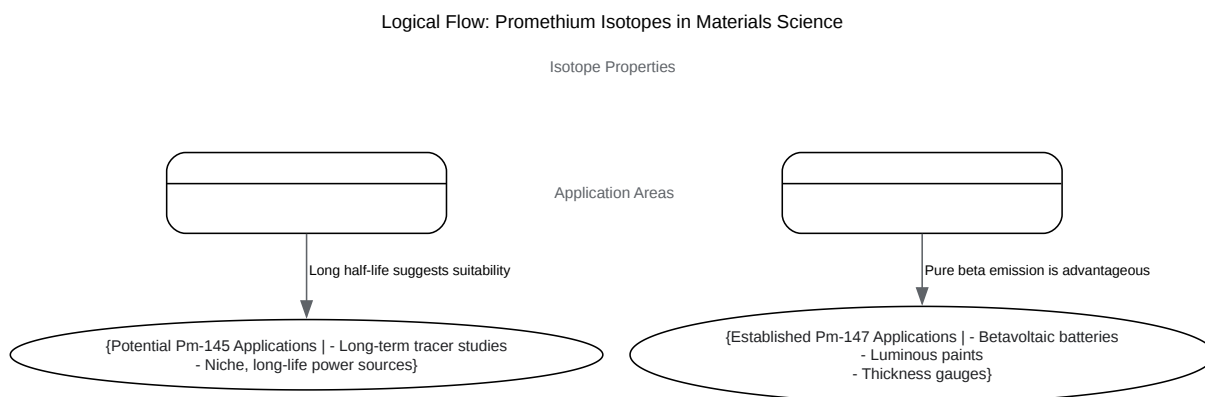 Logical Flow: Promethium Isotopes in Materials Science
Isotope Properties
Application Areas
Long half-life suggests suitability
Pure beta emission is advantageous
{Potential Pm-145 Applications | - Long-term tracer studies
- Niche, long-life power sources}
{Established Pm-147 Applications | - Betavoltaic batteries
- Luminous paints
- Thickness gauges}